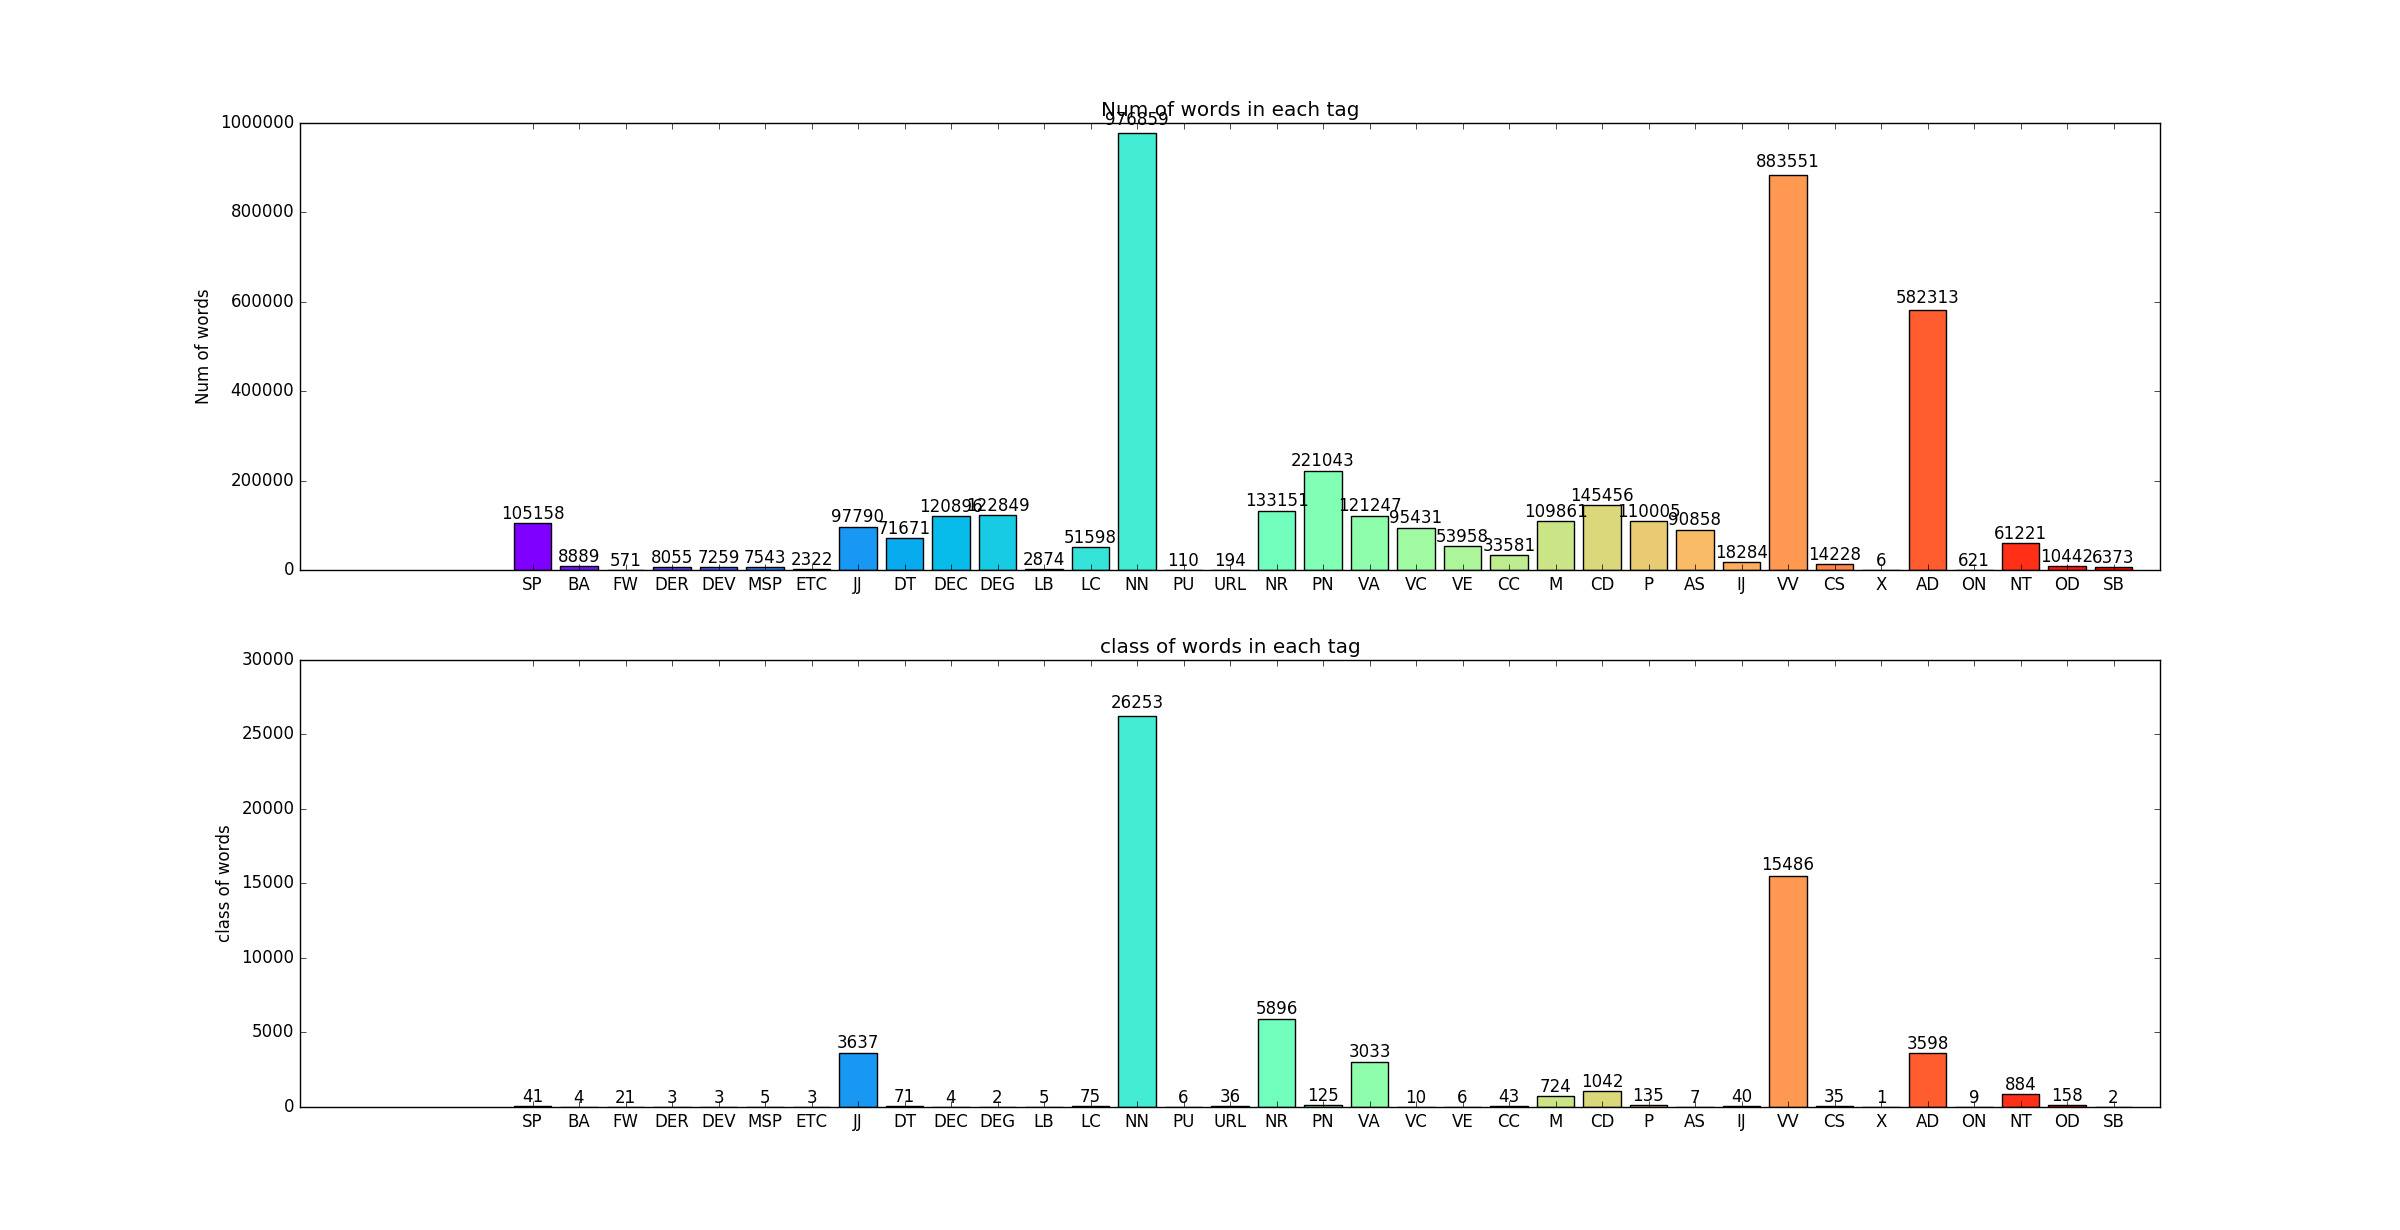 Num of words in each tag
1000000
800000
600000
400000
200000
0
Num of words
105158 8889 571 8055 7259 7543 2322 97790 71671 120896 122849 2874 51598 976859 110 194 133151 221043 121247 95431 53958 33581 109861 145456 110005 90858 18284 883551 14228 6 582313 621 61221 10442 6373
SP BA FW DER DEV MSP ETC JJ DT DEC DEG LB LC NN PU URL NR PN VA VC VE CC M CD P AS IJ VV CS X AD ON NT OD SB
class of words in each tag
30000
25000
20000
15000
10000
5000
0
class of words
41 4 21 3 3 5 3 3637 71 4 2 5 75 26253 6 36 5896 125 3033 10 6 43 724 1042 135 7 40 15486 35 1 3598 9 884 158 2
SP BA FW DER DEV MSP ETC JJ DT DEC DEG LB LC NN PU URL NR PN VA VC VE CC M CD P AS IJ VV CS X AD ON NT OD SB